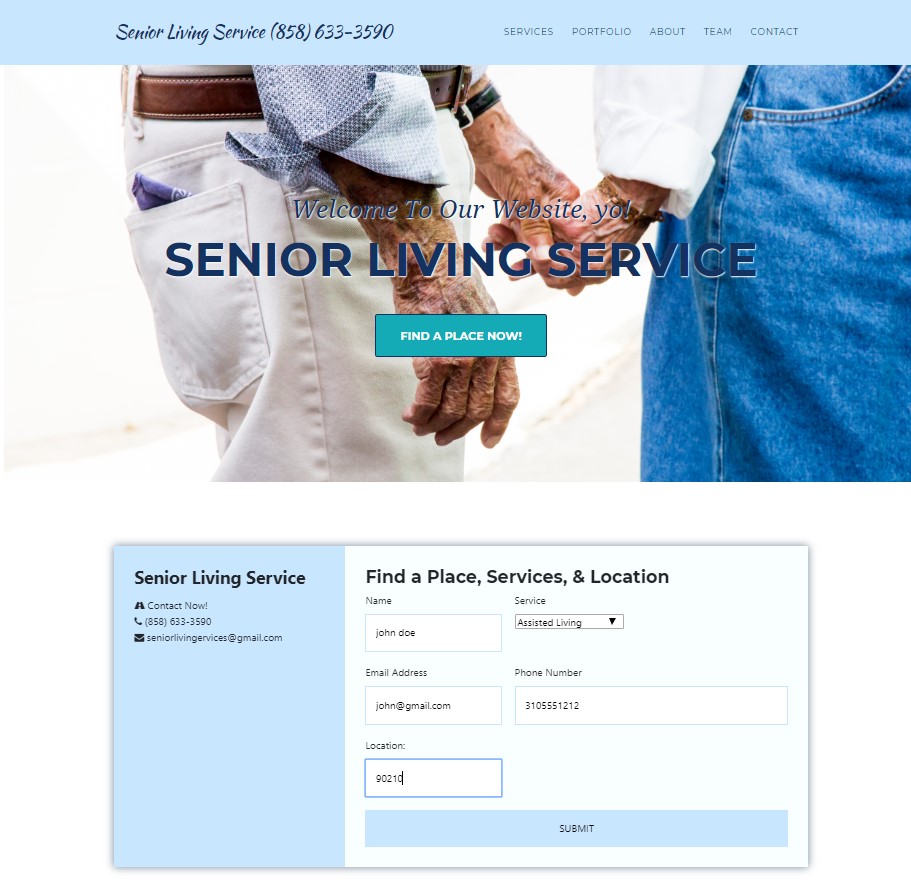 Senior Living Service (858) 633-3590
SERVICES PORTFOLIO ABOUT TEAM CONTACT
Welcome To Our Website, yo!
SENIOR LIVING SERVICE
FIND A PLACE NOW!
Senior Living Service
Contact Now!
(858) 633-3590
seniorlivingervices@gmail.com
Find a Place, Services, & Location
Name Service
john doe Assisted Living
Email Address Phone Number
john@gmail.com 3105551212
Location:
90210
SUBMIT